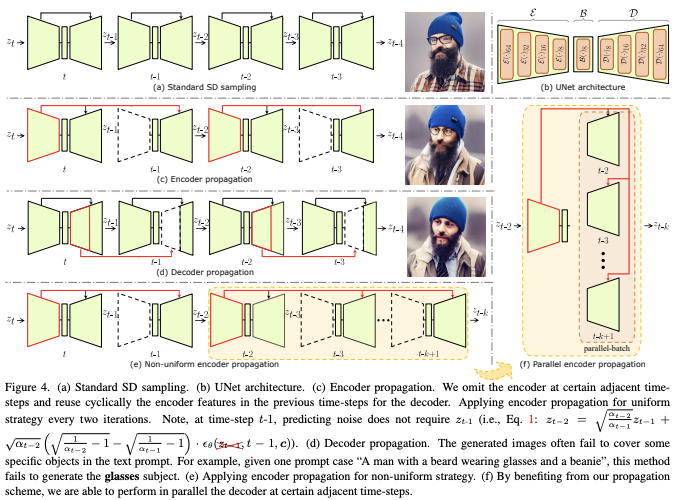 z_t z_{t-1} z_{t-2} z_{t-3} z_{t-4}
t t-1 t-2 t-3
(a) Standard SD sampling
ℰ ℬ 𝒟
ℰ()/64 ℰ()/32 ℰ()/16 ℰ()/8 ℬ()/8 𝒟()/8 𝒟()/16 𝒟()/32 𝒟()/64
(b) UNet architecture
z_t z_{t-1} z_{t-2} z_{t-3} z_{t-4}
t t-1 t-2 t-3
(c) Encoder propagation
z_t z_{t-1} z_{t-2} z_{t-3} z_{t-4}
t t-1 t-2 t-3
(d) Decoder propagation
z_t z_{t-1} z_{t-2} z_{t-3} z_{t-k}
t t-1 t-2 t-3 t-k+1
(e) Non-uniform encoder propagation
z_{t-2} z_{t-k}
t-2
t-3
t-k+1
parallel-batch
(f) Parallel encoder propagation
Figure 4. (a) Standard SD sampling. (b) UNet architecture. (c) Encoder propagation. We omit the encoder at certain adjacent time-
steps and reuse cyclically the encoder features in the previous time-steps for the decoder. Applying encoder propagation for uniform
strategy every two iterations. Note, at time-step t-1, predicting noise does not require z_{t-1} (i.e., Eq. 1: z_{t-2} = √(α_{t-2}/α_{t-1}) z_{t-1} +
√α_{t-2} (√(1/α_{t-2} − 1) − √(1/α_{t-1} − 1)) · ϵ_θ(z_{t-1}, t − 1, c)). (d) Decoder propagation. The generated images often fail to cover some
specific objects in the text prompt. For example, given one prompt case “A man with a beard wearing glasses and a beanie”, this method
fails to generate the glasses subject. (e) Applying encoder propagation for non-uniform strategy. (f) By benefiting from our propagation
scheme, we are able to perform in parallel the decoder at certain adjacent time-steps.